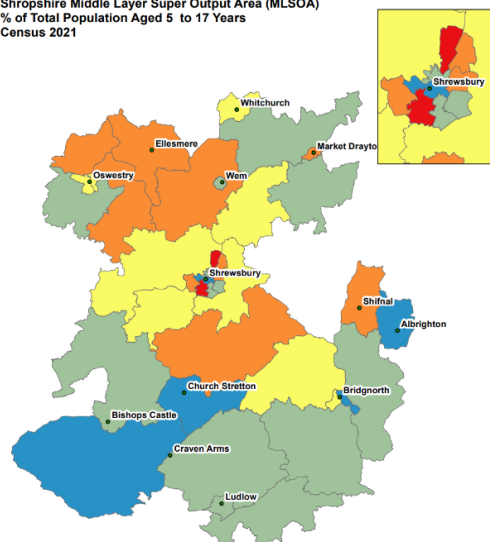 Shropshire Middle Layer Super Output Area (MLSOA)
% of Total Population Aged 5 to 17 Years
Census 2021
Shrewsbury
Whitchurch
Ellesmere
Market Drayto
Oswestry
Wem
Shrewsbury
Shifnal
Albrighton
Church Stretton
Bridgnorth
Bishops Castle
Craven Arms
Ludlow